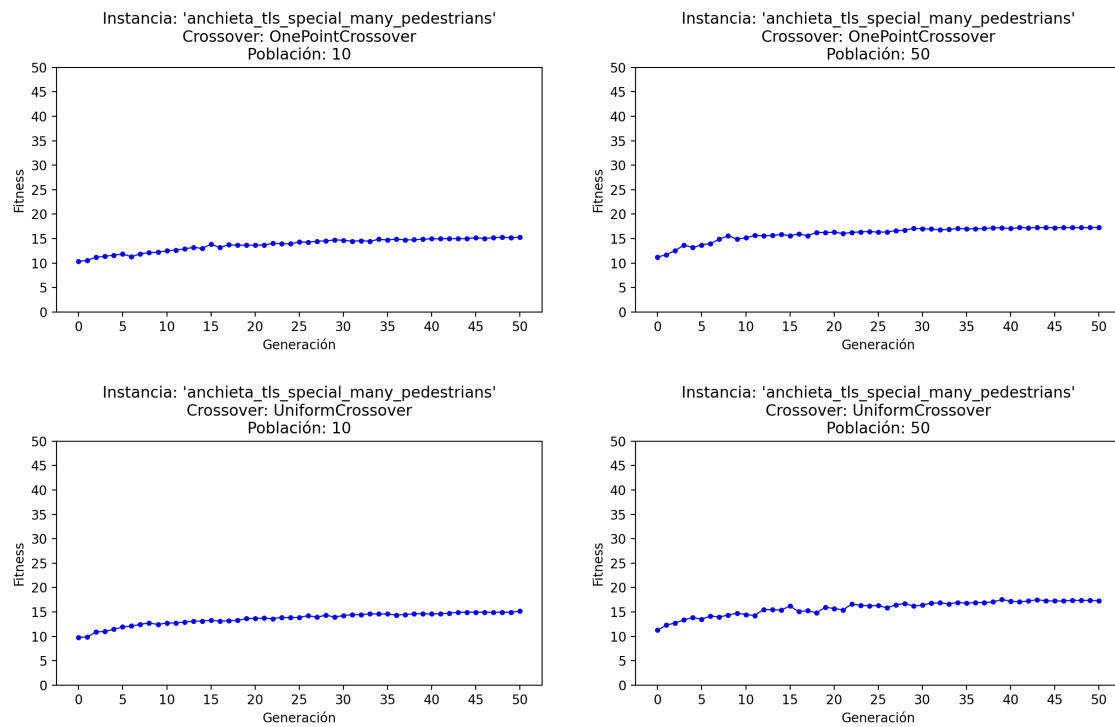 Instancia: 'anchieta_tls_special_many_pedestrians'
Crossover: OnePointCrossover
Población: 10
50
45
40
35
30
25
20
15
10
5
0
Fitness
0 5 10 15 20 25 30 35 40 45 50
Generación
Instancia: 'anchieta_tls_special_many_pedestrians'
Crossover: OnePointCrossover
Población: 50
50
45
40
35
30
25
20
15
10
5
0
Fitness
0 5 10 15 20 25 30 35 40 45 50
Generación
Instancia: 'anchieta_tls_special_many_pedestrians'
Crossover: UniformCrossover
Población: 10
50
45
40
35
30
25
20
15
10
5
0
Fitness
0 5 10 15 20 25 30 35 40 45 50
Generación
Instancia: 'anchieta_tls_special_many_pedestrians'
Crossover: UniformCrossover
Población: 50
50
45
40
35
30
25
20
15
10
5
0
Fitness
0 5 10 15 20 25 30 35 40 45 50
Generación